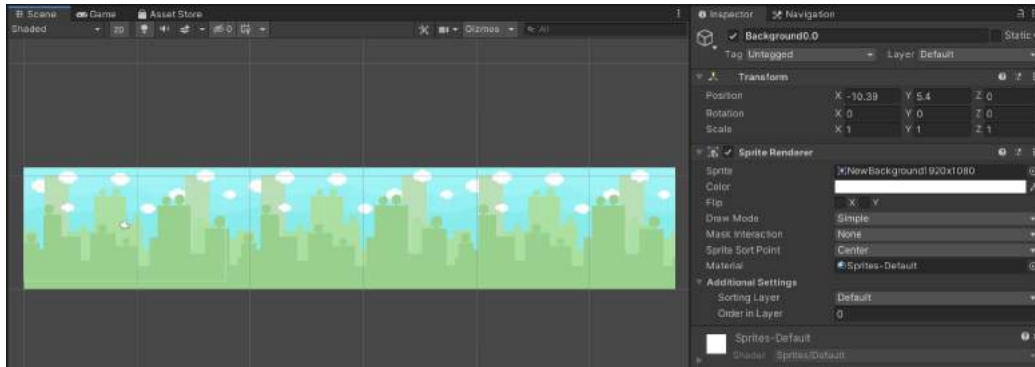 Scene Game Asset Store
Shaded 2D 0 Gizmos All
Inspector Navigation
Background0.0 Static
Tag Untagged Layer Default
Transform
Position X -10.39 Y 5.4 Z 0
Rotation X 0 Y 0 Z 0
Scale X 1 Y 1 Z 1
Sprite Renderer
Sprite NewBackground1920x1080
Color
Flip X Y
Draw Mode Simple
Mask Interaction None
Sprite Sort Point Center
Material Sprites-Default
Additional Settings
Sorting Layer Default
Order in Layer 0
Sprites-Default
Shader Sprites/Default